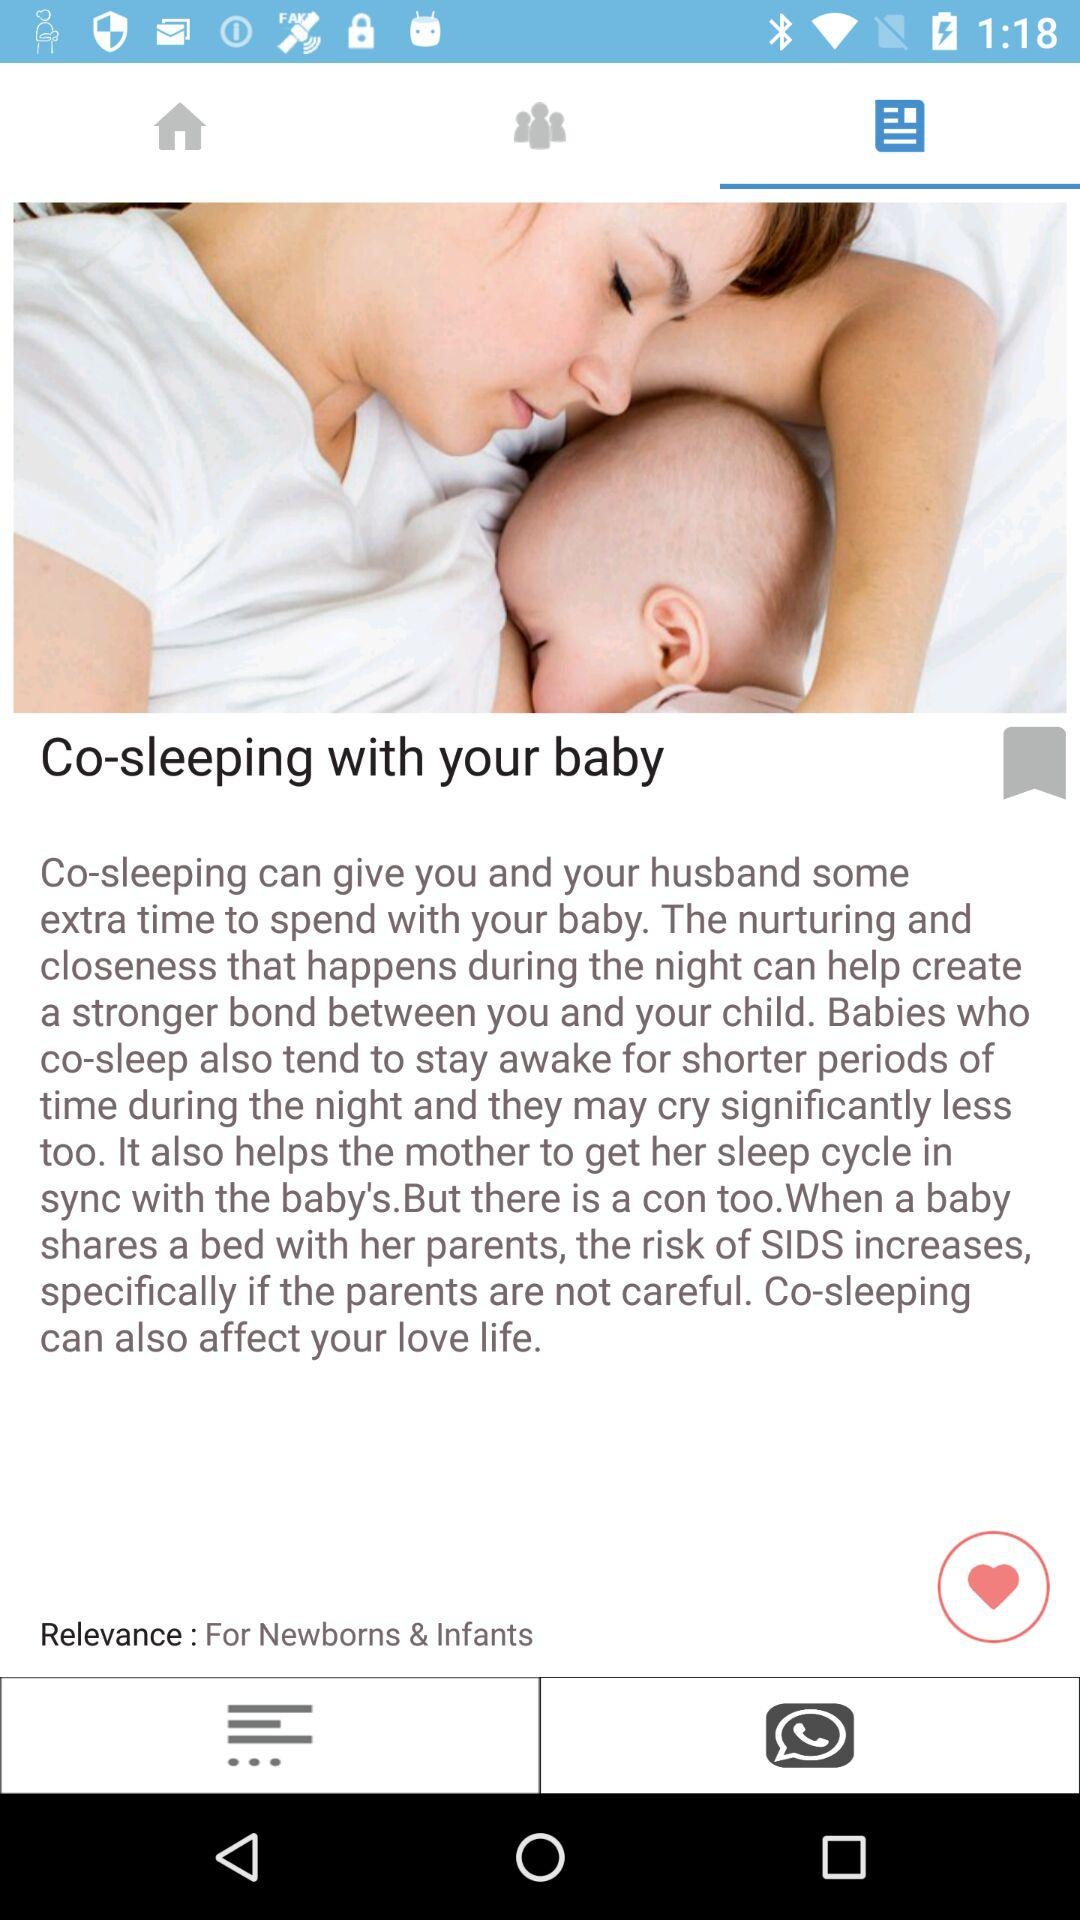 FAKE
1:18
Co-sleeping with your baby
Co-sleeping can give you and your husband some
extra time to spend with your baby. The nurturing and
closeness that happens during the night can help create
a stronger bond between you and your child. Babies who
co-sleep also tend to stay awake for shorter periods of
time during the night and they may cry significantly less
too. It also helps the mother to get her sleep cycle in
sync with the baby's.But there is a con too.When a baby
shares a bed with her parents, the risk of SIDS increases,
specifically if the parents are not careful. Co-sleeping
can also affect your love life.
Relevance : For Newborns & Infants